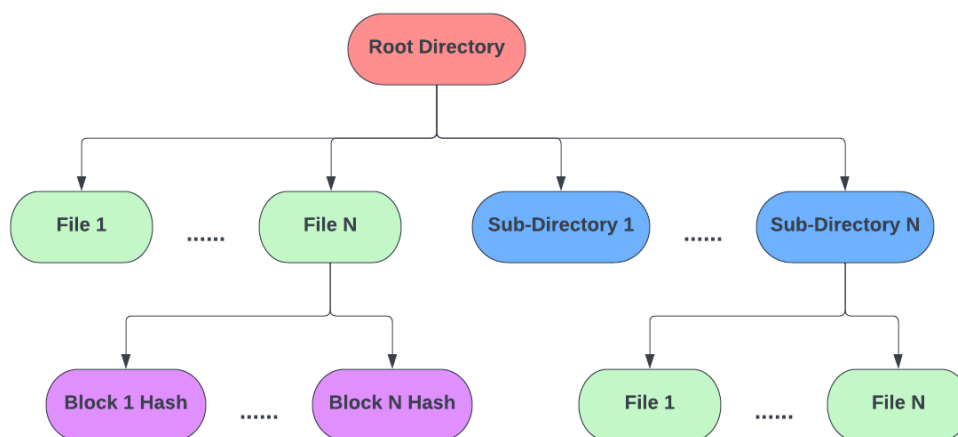 Root Directory
File 1 ...... File N Sub-Directory 1 ...... Sub-Directory N
Block 1 Hash ...... Block N Hash File 1 ...... File N